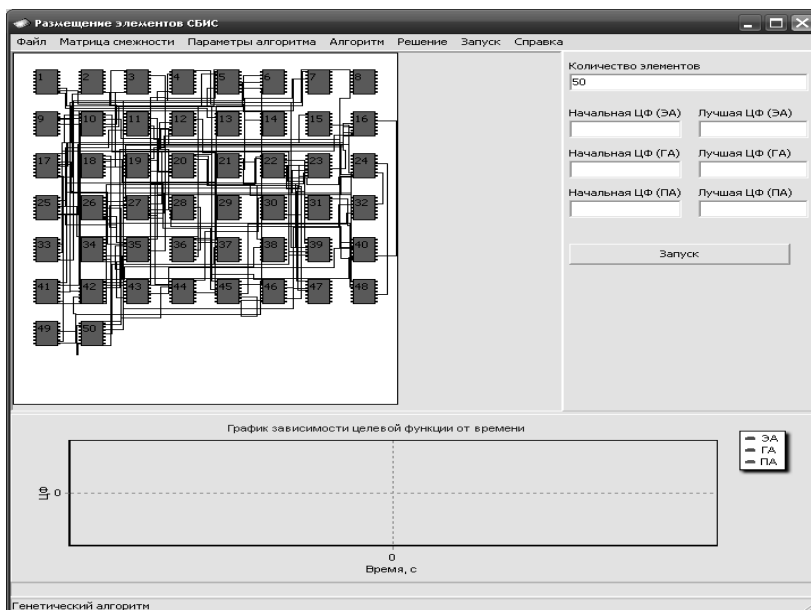 Размещение элементов СБИС
Файл Матрица смежности Параметры алгоритма Алгоритм Решение Запуск Справка
1 2 3 4 5 6 7 8
9 10 11 12 13 14 15 16
17 18 19 20 21 22 23 24
25 26 27 28 29 30 31 32
33 34 35 36 37 38 39 40
41 42 43 44 45 46 47 48
49 50
Количество элементов
50
Начальная ЦФ (ЭА) Лучшая ЦФ (ЭА)
Начальная ЦФ (ГА) Лучшая ЦФ (ГА)
Начальная ЦФ (ПА) Лучшая ЦФ (ПА)
Запуск
График зависимости целевой функции от времени
ЭА
ГА
ПА
ЦФ
0
0
Время, с
Генетический алгоритм